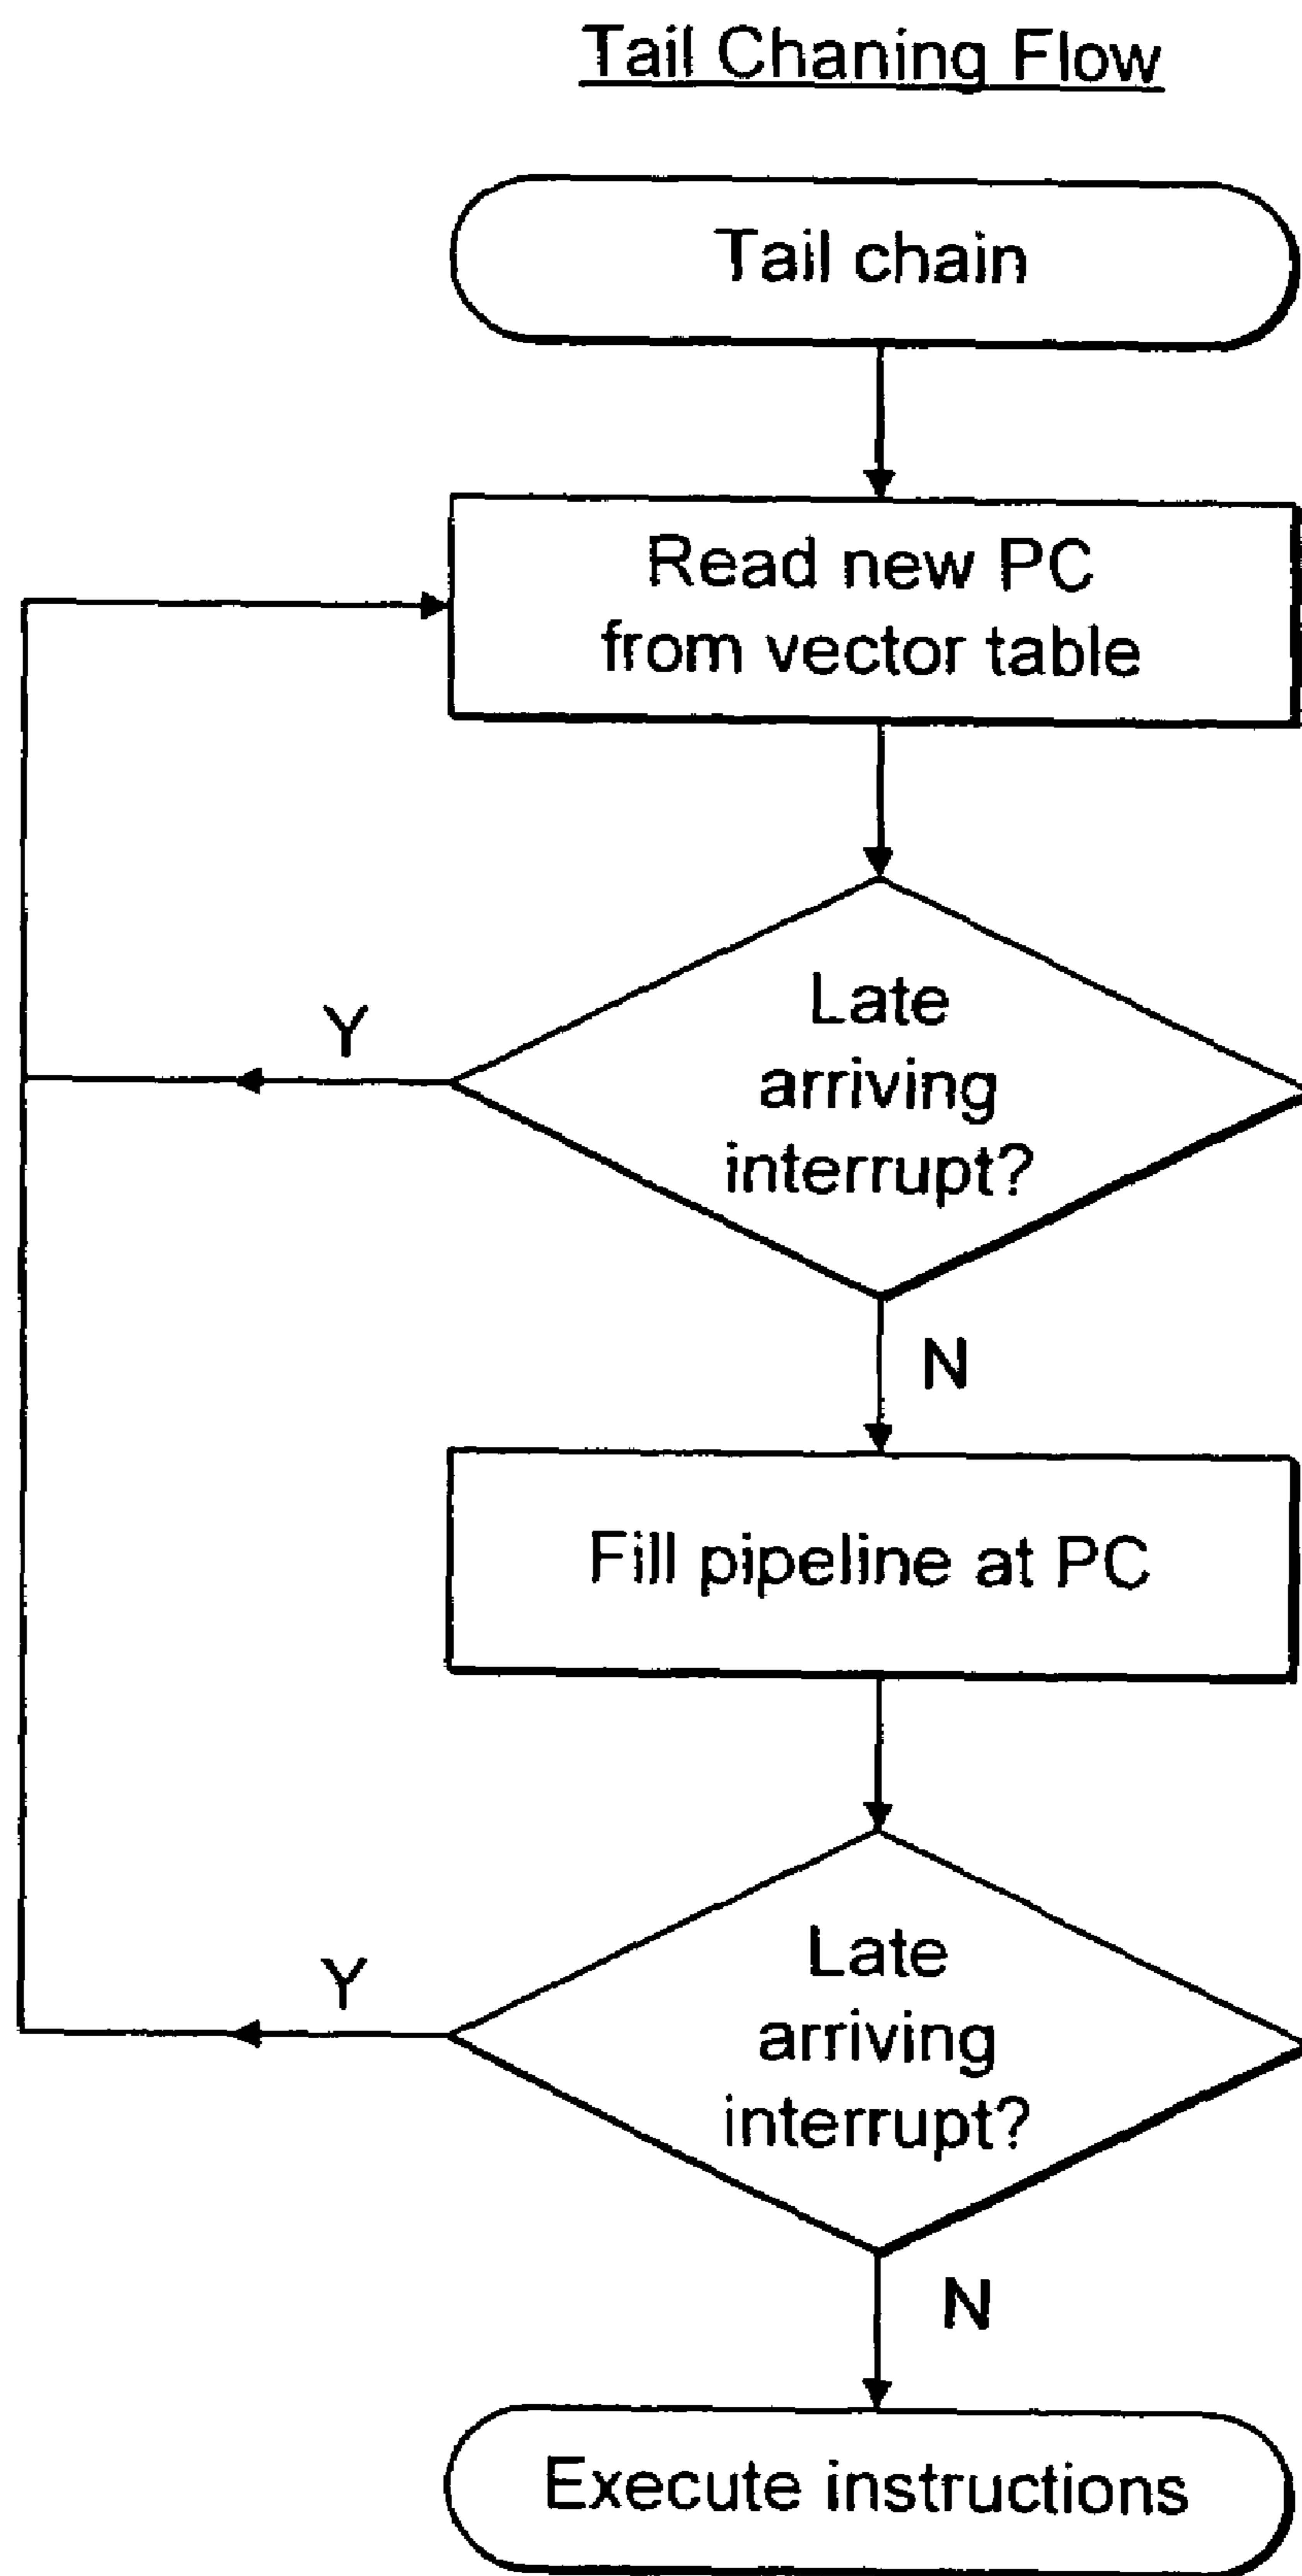 Tail Chaning Flow
Tail chain
Read new PC
from vector table
Late
arriving
interrupt?
Y
N
Fill pipeline at PC
Late
arriving
interrupt?
Y
N
Execute instructions